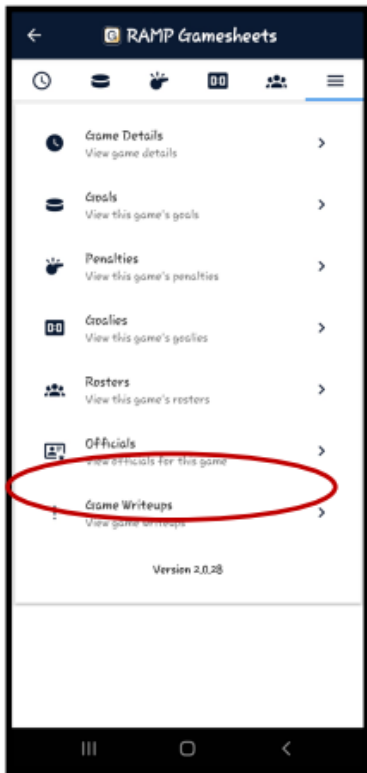 RAMP Gamesheets
Game Details
View game details
Goals
View this game's goals
Penalties
View this game's penalties
Goalies
View this game's goalies
Rosters
View this game's rosters
Officials
View officials for this game
Game Writeups
View game writeups
Version 2.0.28